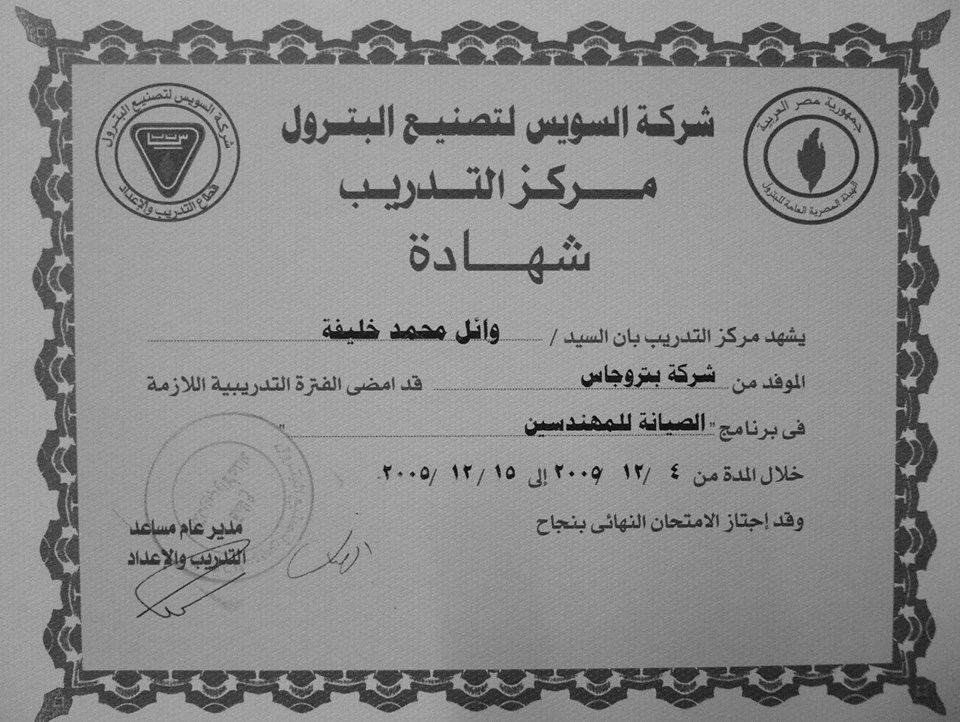 شركة السويس لتصنيع البترول
قطاع التدريب والإعداد
جمهورية مصر العربية
الهيئة المصرية العامة للبترول
شركة السويس لتصنيع البترول
مركز التدريب
شهادة
يشهد مركز التدريب بان السيد / وائل محمد خليفة
الموفد من شركة بتروجاس قد امضى الفترة التدريبية اللازمة
فى برنامج " الصيانة للمهندسين "
خلال المدة من ٤ / ١٢ / ٢٠٠٥ إلى ١٥ / ١٢ / ٢٠٠٥
وقد إجتاز الامتحان النهائى بنجاح
مدير عام مساعد
التدريب والإعداد